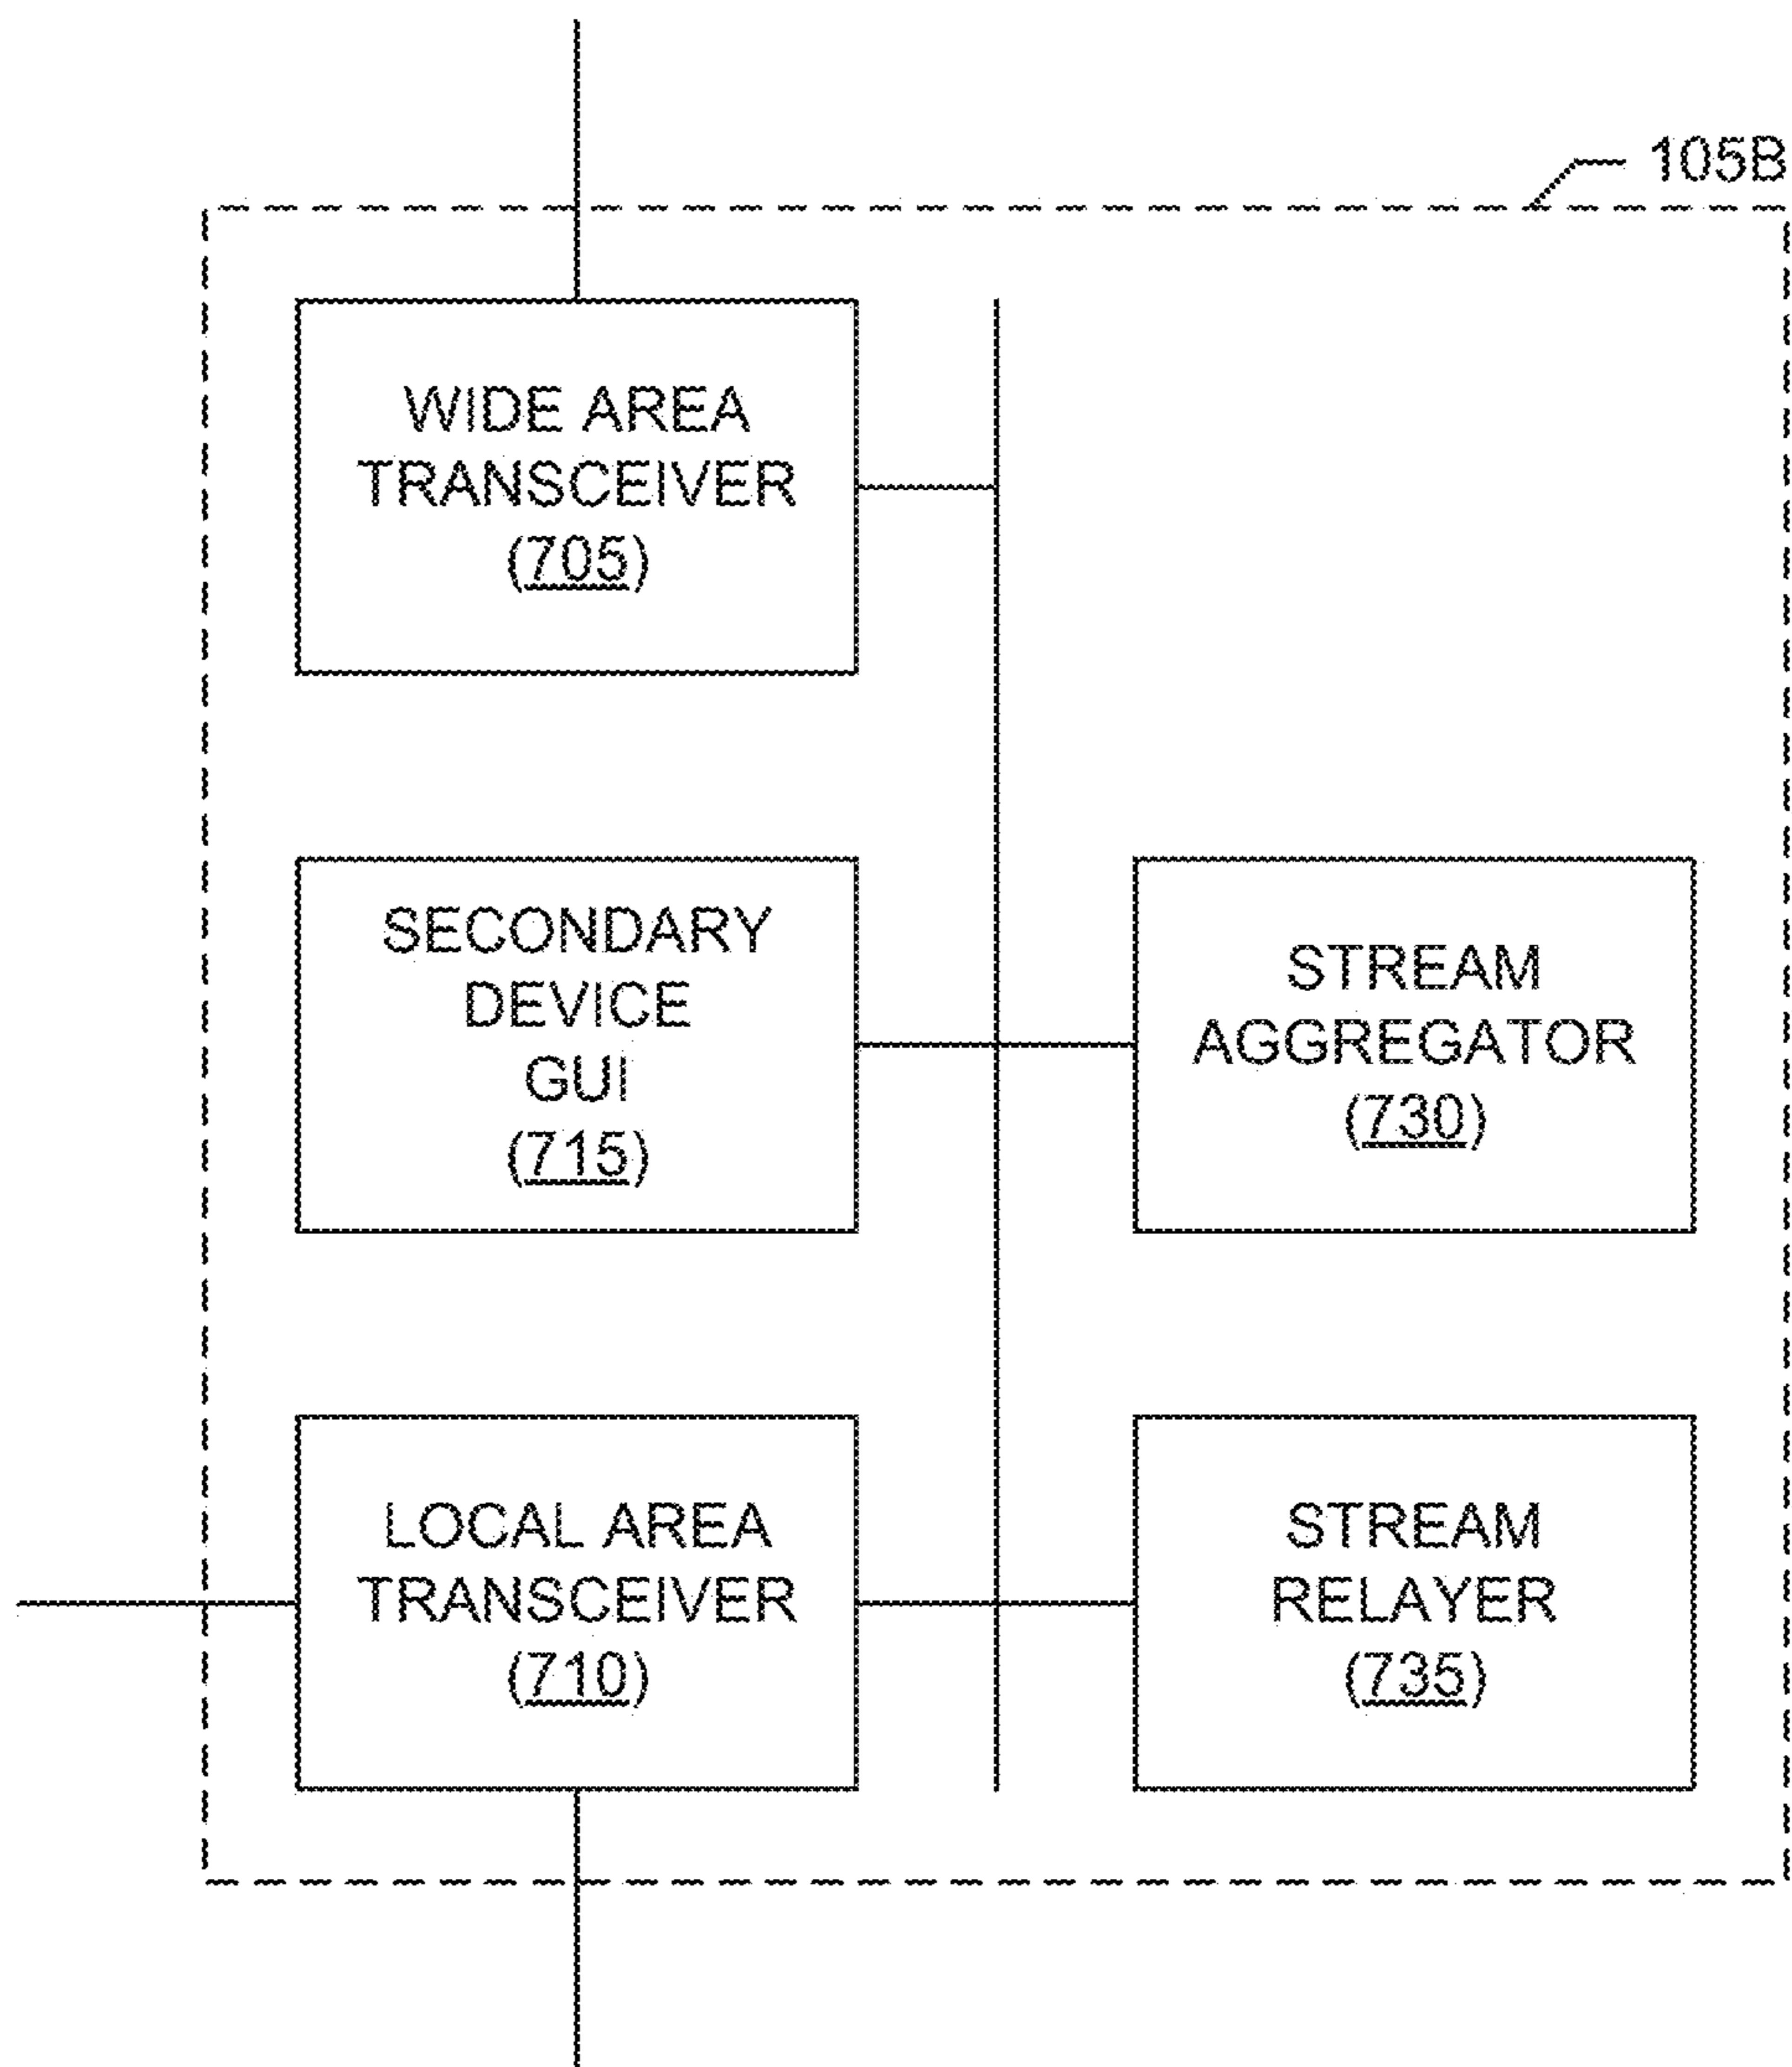 105B
WIDE AREA
TRANSCEIVER
(705)
SECONDARY
DEVICE
GUI
(715)
STREAM
AGGREGATOR
(730)
LOCAL AREA
TRANSCEIVER
(710)
STREAM
RELAYER
(735)